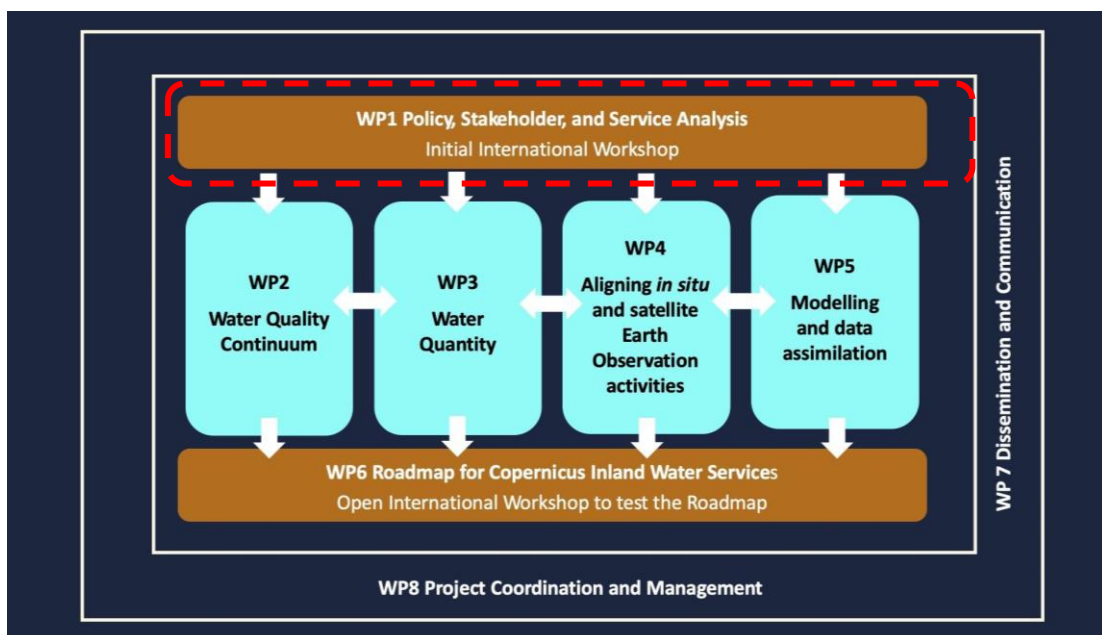 WP1 Policy, Stakeholder, and Service Analysis
Initial International Workshop
WP2
Water Quality
Continuum
WP3
Water
Quantity
WP4
Aligning in situ
and satellite
Earth
Observation
activities
WP5
Modelling
and data
assimilation
WP6 Roadmap for Copernicus Inland Water Services
Open International Workshop to test the Roadmap
WP 7 Dissemination and Communication
WP8 Project Coordination and Management